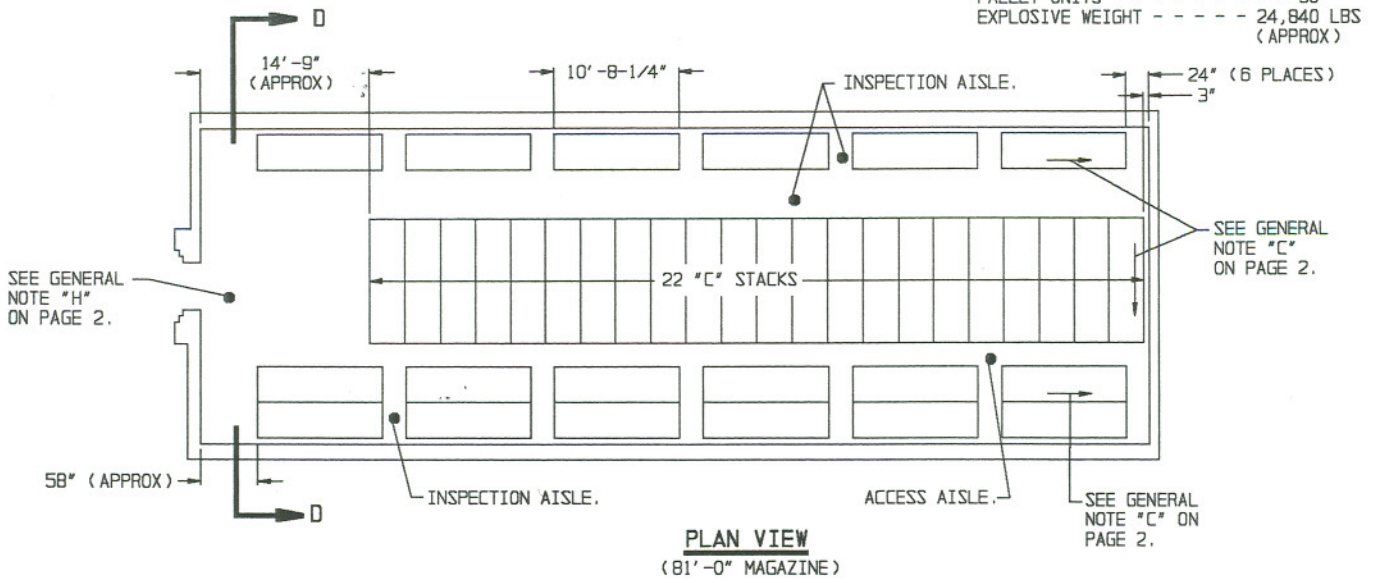 EXPLOSIVE WEIGHT - - - - - 24,840 LBS
(APPROX)
D
14'-9"
(APPROX)
10'-8-1/4"
INSPECTION AISLE.
24" (6 PLACES)
3"
SEE GENERAL
NOTE "H"
ON PAGE 2.
22 "C" STACKS
SEE GENERAL
NOTE "C"
ON PAGE 2.
58" (APPROX)
D
INSPECTION AISLE.
ACCESS AISLE.
SEE GENERAL
NOTE "C" ON
PAGE 2.
PLAN VIEW
(81'-0" MAGAZINE)